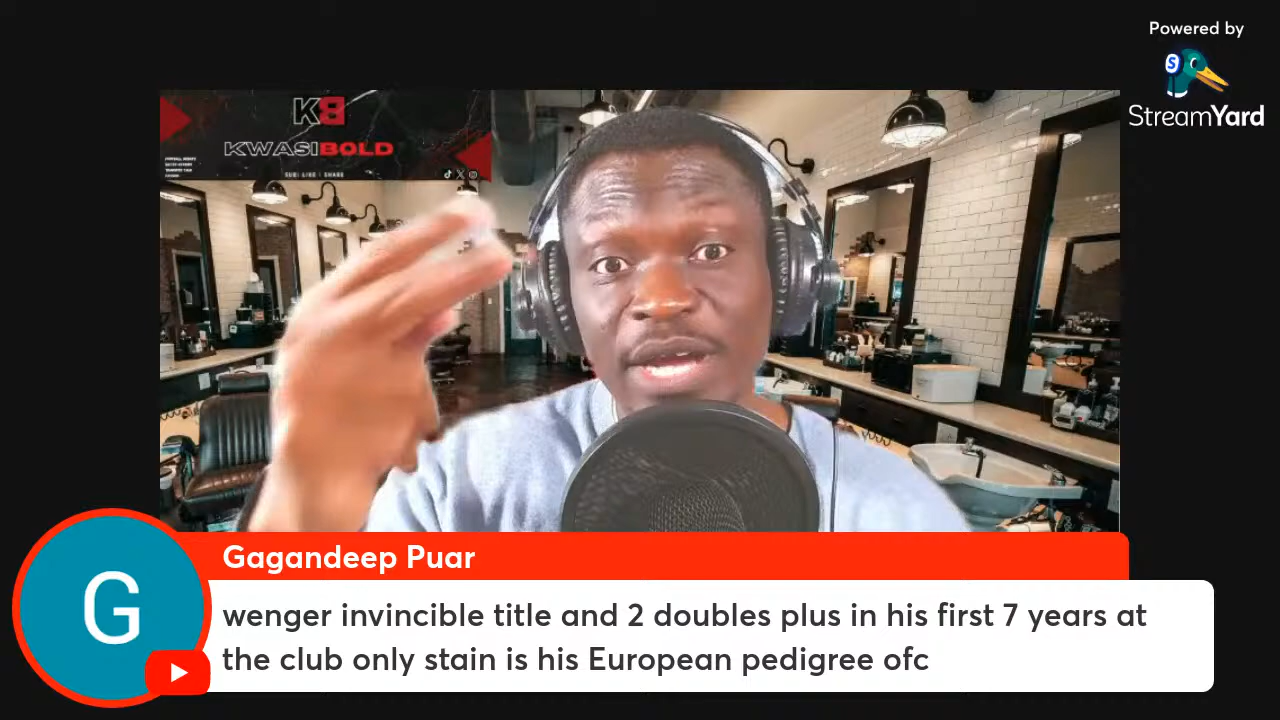 Powered by
S
StreamYard
KB
KWASIBOLD
SUB| LIKE | SHARE
Gagandeep Puar
G
wenger invincible title and 2 doubles plus in his first 7 years at
the club only stain is his European pedigree ofc